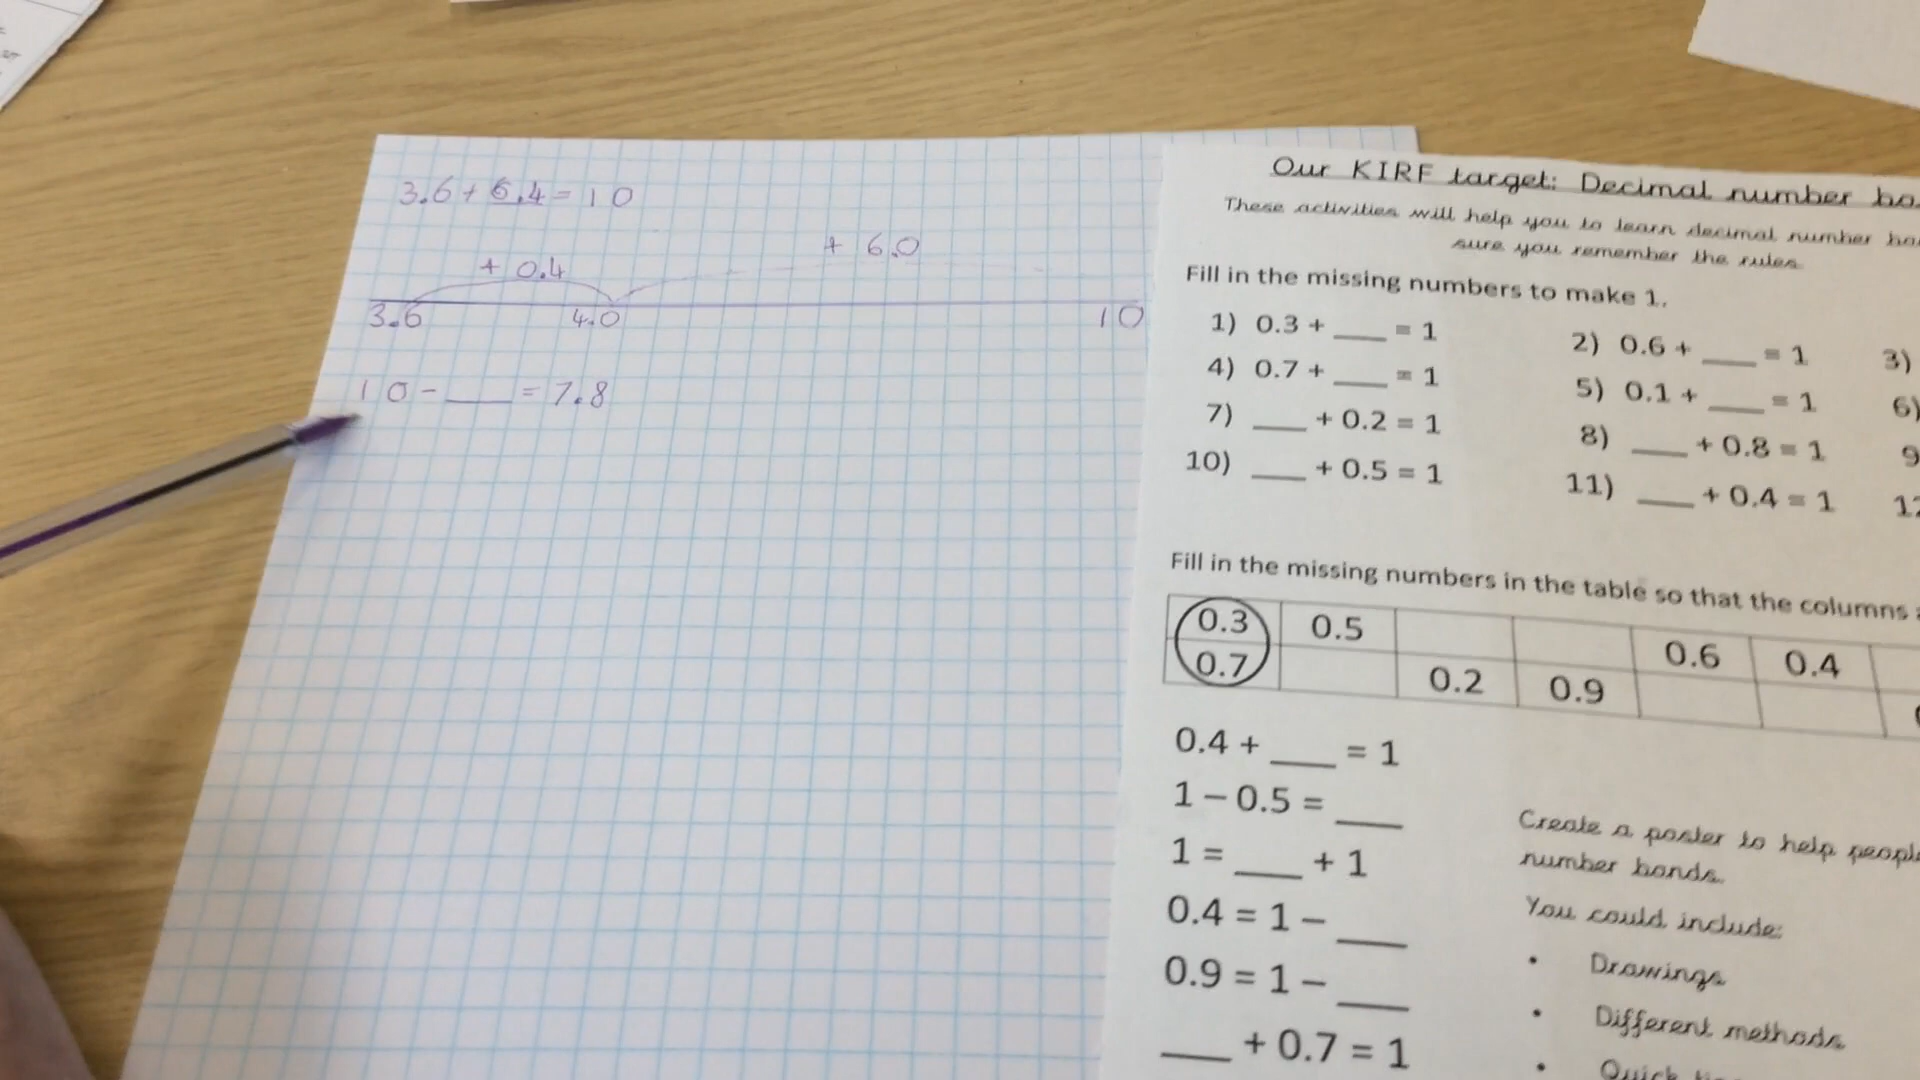 3.6 + 6.4 = 10
+ 0.4
+ 6.0
3.6 4.0 10
10 - ___ = 7.8
Our KIRF target: Decimal number bo
These activities will help you to learn decimal number bo
sure you remember the rules.
Fill in the missing numbers to make 1.
1) 0.3 + ___ = 1 2) 0.6 + ___ = 1 3)
4) 0.7 + ___ = 1 5) 0.1 + ___ = 1 6)
7) ___ + 0.2 = 1 8) ___ + 0.8 = 1 9
10) ___ + 0.5 = 1 11) ___ + 0.4 = 1 12
Fill in the missing numbers in the table so that the columns
0.3 0.5 0.6 0.4
0.7 0.2 0.9
0.4 + ___ = 1
1 – 0.5 = ___
1 = ___ + 1
0.4 = 1 – ___
0.9 = 1 – ___
___ + 0.7 = 1
Create a poster to help people
number bonds.
You could include:
• Drawings
• Different methods
• Quick